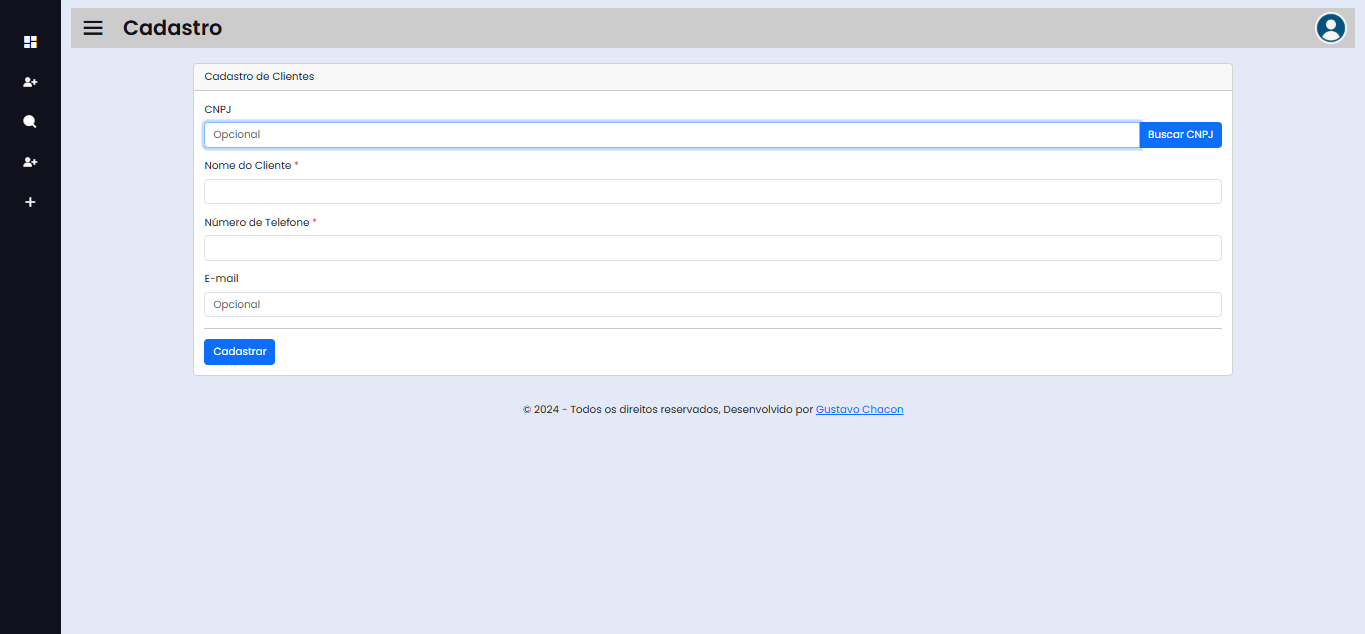 Cadastro
Cadastro de Clientes
CNPJ
Opcional
Buscar CNPJ
Nome do Cliente *
Número de Telefone *
E-mail
Opcional
Cadastrar
© 2024 - Todos os direitos reservados, Desenvolvido por Gustavo Chacon